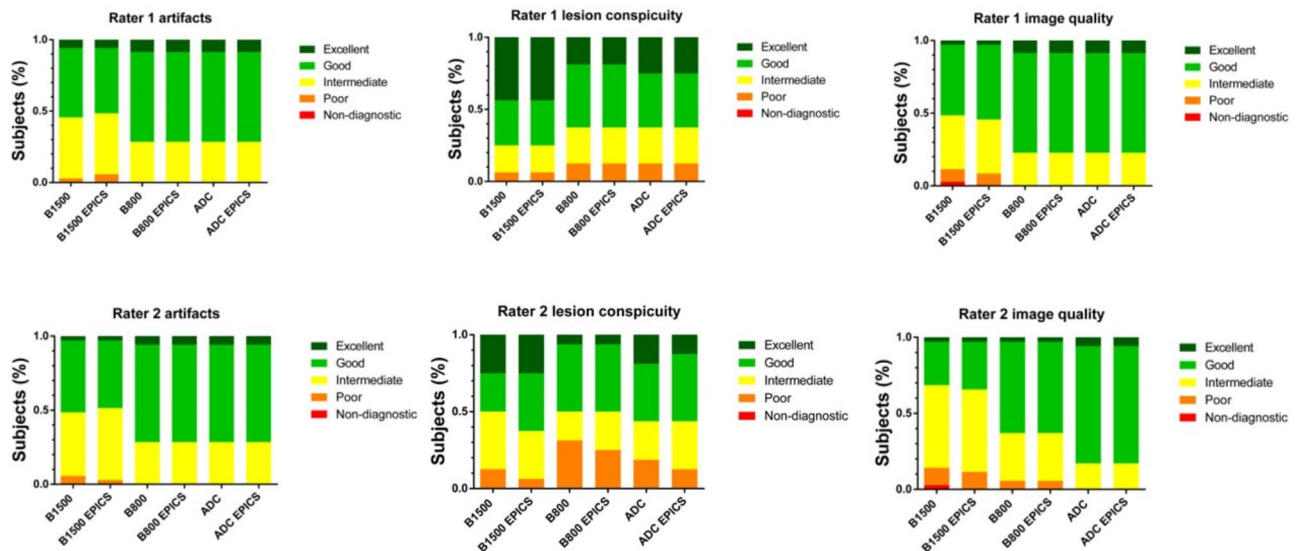 Rater 1 artifacts
Subjects (%)
1.0
0.5
0.0
B1500
B1500 EPICS
B800
B800 EPICS
ADC
ADC EPICS
Excellent
Good
Intermediate
Poor
Non-diagnostic
Rater 1 lesion conspicuity
Subjects (%)
1.0
0.5
0.0
B1500
B1500 EPICS
B800
B800 EPICS
ADC
ADC EPICS
Excellent
Good
Intermediate
Poor
Non-diagnostic
Rater 1 image quality
Subjects (%)
1.0
0.5
0.0
B1500
B1500 EPICS
B800
B800 EPICS
ADC
ADC EPICS
Excellent
Good
Intermediate
Poor
Non-diagnostic
Rater 2 artifacts
Subjects (%)
1.0
0.5
0.0
B1500
B1500 EPICS
B800
B800 EPICS
ADC
ADC EPICS
Excellent
Good
Intermediate
Poor
Non-diagnostic
Rater 2 lesion conspicuity
Subjects (%)
1.0
0.5
0.0
B1500
B1500 EPICS
B800
B800 EPICS
ADC
ADC EPICS
Excellent
Good
Intermediate
Poor
Non-diagnostic
Rater 2 image quality
Subjects (%)
1.0
0.5
0.0
B1500
B1500 EPICS
B800
B800 EPICS
ADC
ADC EPICS
Excellent
Good
Intermediate
Poor
Non-diagnostic